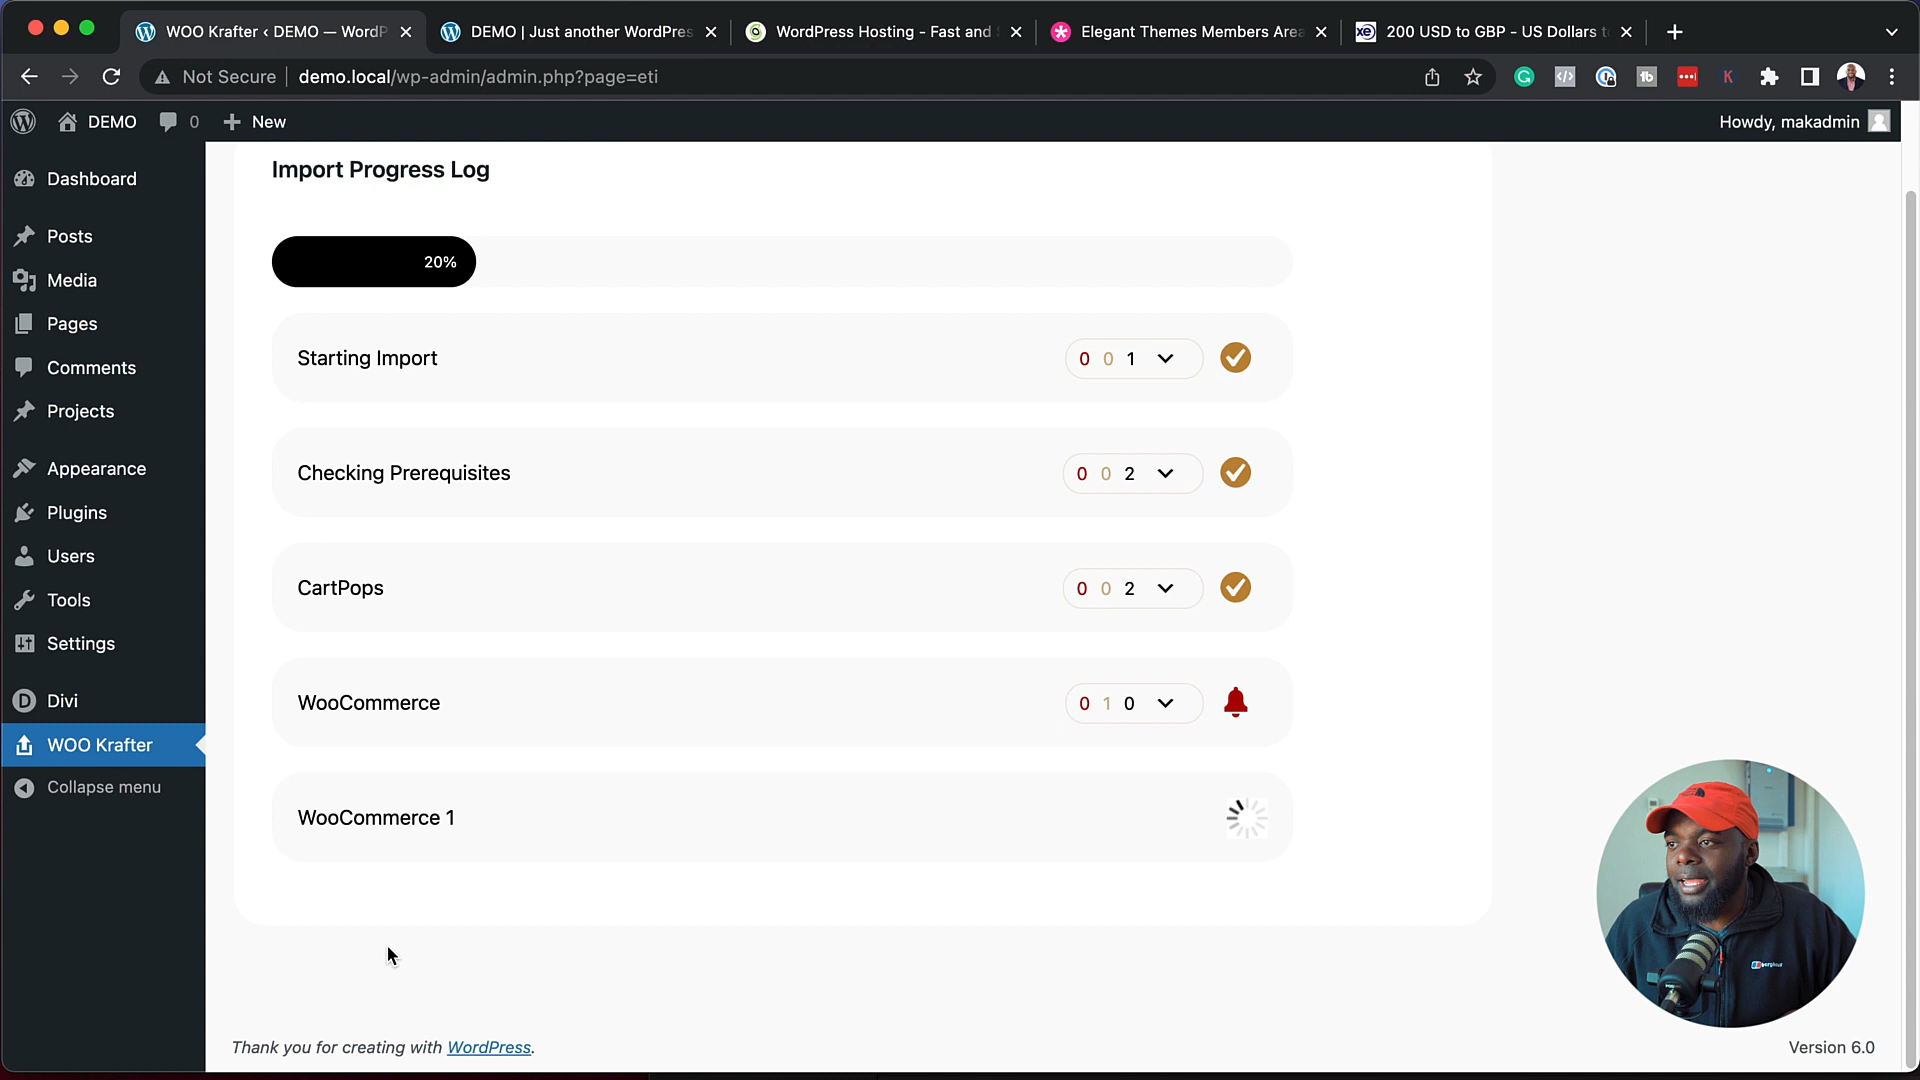 WOO Krafter ‹ DEMO — WordP
DEMO | Just another WordPres
WordPress Hosting - Fast and
Elegant Themes Members Area
200 USD to GBP - US Dollars t
Not Secure
demo.local/wp-admin/admin.php?page=eti
DEMO
0
New
Howdy, makadmin
Dashboard
Posts
Media
Pages
Comments
Projects
Appearance
Plugins
Users
Tools
Settings
Divi
WOO Krafter
Collapse menu
Import Progress Log
20%
Starting Import
0 0 1
Checking Prerequisites
0 0 2
CartPops
0 0 2
WooCommerce
0 1 0
WooCommerce 1
Thank you for creating with WordPress.
Version 6.0